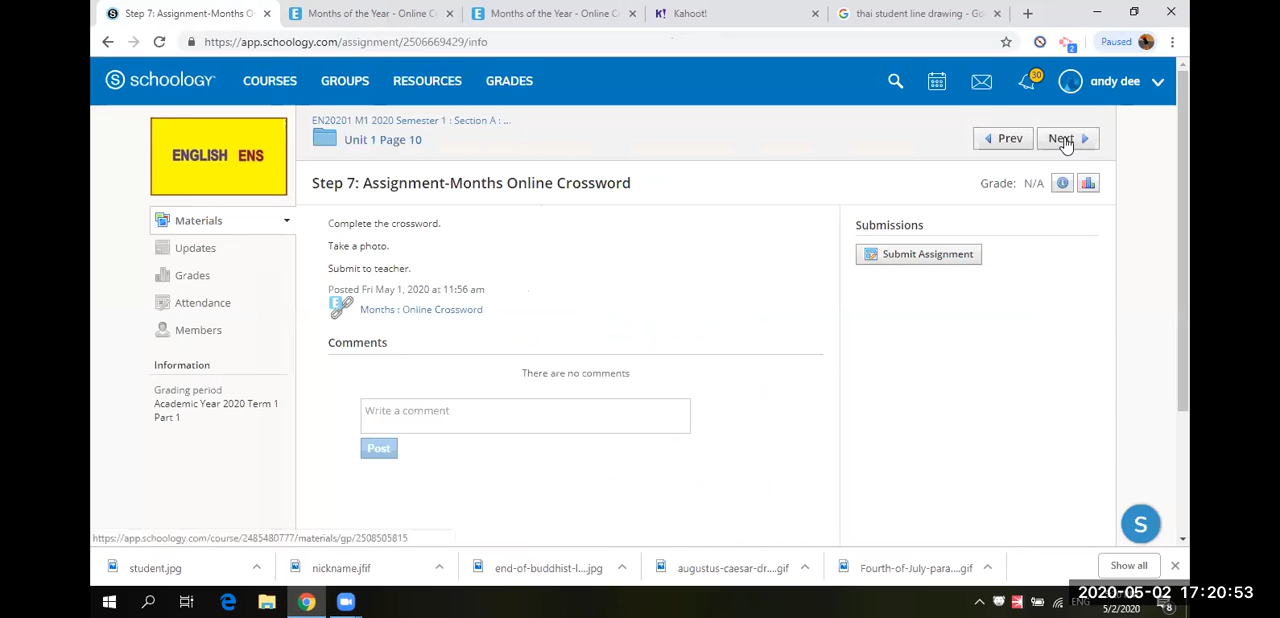 Step 7: Assignment-Months O
Months of the Year - Online C
Months of the Year - Online C
Kahoot!
thai student line drawing - Go
https://app.schoology.com/assignment/2506669429/info
2
Paused
schoology
COURSES
GROUPS
RESOURCES
GRADES
30
andy dee
ENGLISH ENS
EN20201 M1 2020 Semester 1 : Section A : ...
Unit 1 Page 10
Prev
Next
Step 7: Assignment-Months Online Crossword
Grade: N/A
Materials
Updates
Grades
Attendance
Members
Information
Grading period
Academic Year 2020 Term 1
Part 1
Complete the crossword.
Take a photo.
Submit to teacher.
Posted Fri May 1, 2020 at 11:56 am
Months : Online Crossword
Comments
There are no comments
Write a comment
Post
Submissions
Submit Assignment
S
https://app.schoology.com/course/2485480777/materials/gp/2508505815
student.jpg
nickname.jfif
end-of-buddhist-l....jpg
augustus-caesar-dr....gif
Fourth-of-July-para....gif
Show all
ENG
2020-05-02 17:20:53
5/2/2020
8